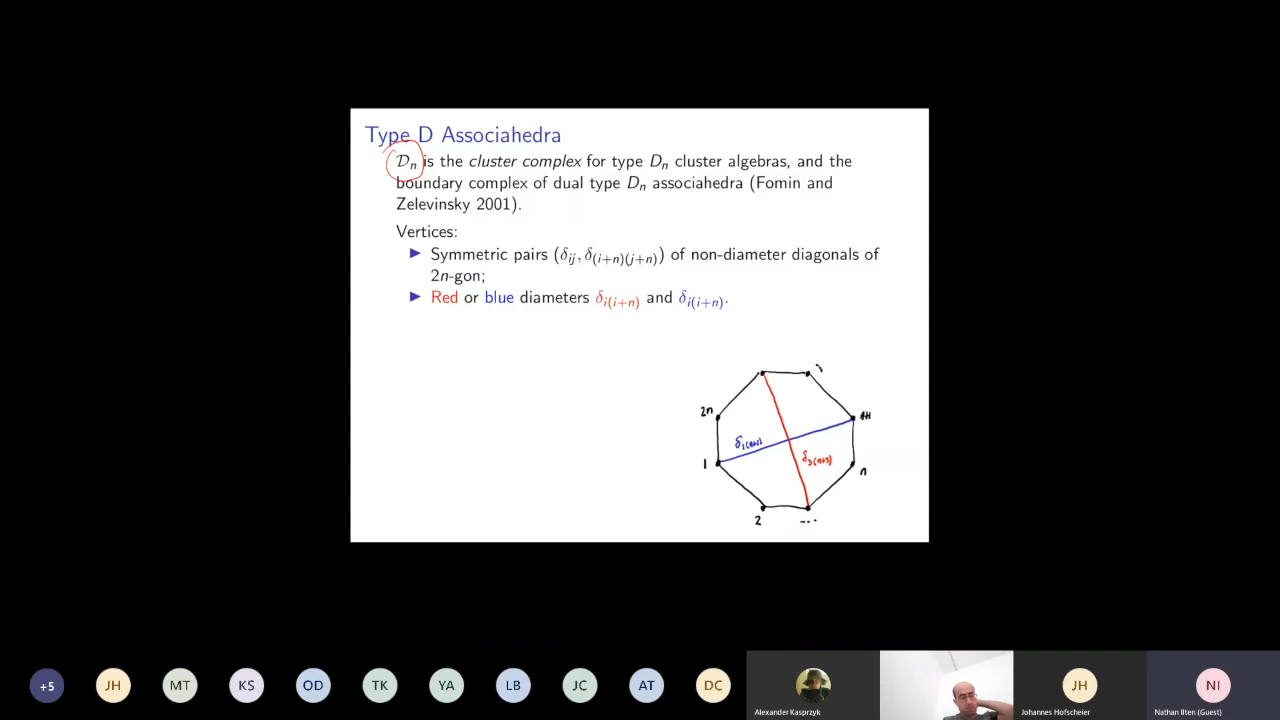 Type D Associahedra
𝒟ₙ is the cluster complex for type Dₙ cluster algebras, and the
boundary complex of dual type Dₙ associahedra (Fomin and
Zelevinsky 2001).
Vertices:
▶ Symmetric pairs (δᵢⱼ, δ₍ᵢ₊ₙ₎₍ⱼ₊ₙ₎) of non-diameter diagonals of
2n-gon;
▶ Red or blue diameters δᵢ₍ᵢ₊ₙ₎ and δᵢ₍ᵢ₊ₙ₎.
2n
δ₁₍ₙ₊₁₎
δ₃₍ₙ₊₃₎
1
n
2
...
+5
JH
MT
KS
OD
TK
YA
LB
JC
AT
DC
JH
NI
Alexander Kasprzyk
Johannes Hofscheier
Nathan Ilten (Guest)